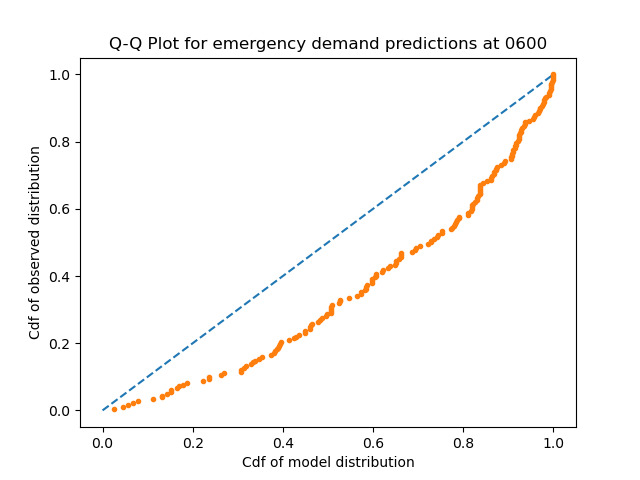 Q-Q Plot for emergency demand predictions at 0600
Cdf of observed distribution
1.0
0.8
0.6
0.4
0.2
0.0
0.0 0.2 0.4 0.6 0.8 1.0
Cdf of model distribution